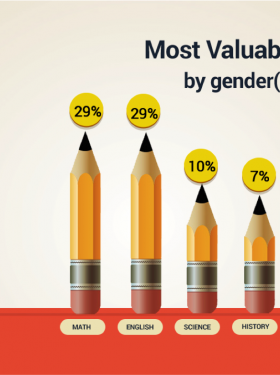 Most Valuab
by gender(
29%
29%
10%
7%
MATH
ENGLISH
SCIENCE
HISTORY